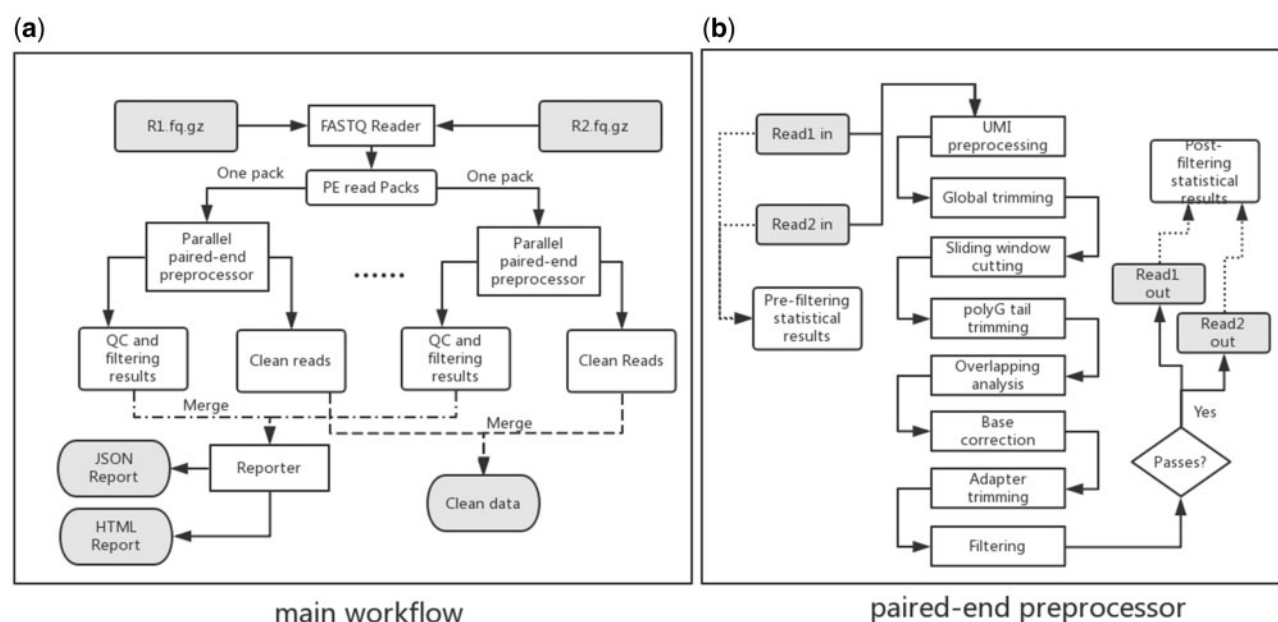 (a)
R1.fq.gz
FASTQ Reader
R2.fq.gz
One pack
PE read Packs
One pack
Parallel
paired-end
preprocessor
......
Parallel
paired-end
preprocessor
QC and
filtering
results
Clean reads
QC and
filtering
results
Clean Reads
Merge
Merge
JSON
Report
Reporter
Clean data
HTML
Report
main workflow
(b)
Read1 in
UMI
preprocessing
Post-
filtering
statistical
results
Global trimming
Read2 in
Sliding window
cutting
Read1
out
Pre-filtering
statistical
results
polyG tail
trimming
Read2
out
Overlapping
analysis
Yes
Base
correction
Passes?
Adapter
trimming
Filtering
paired-end preprocessor